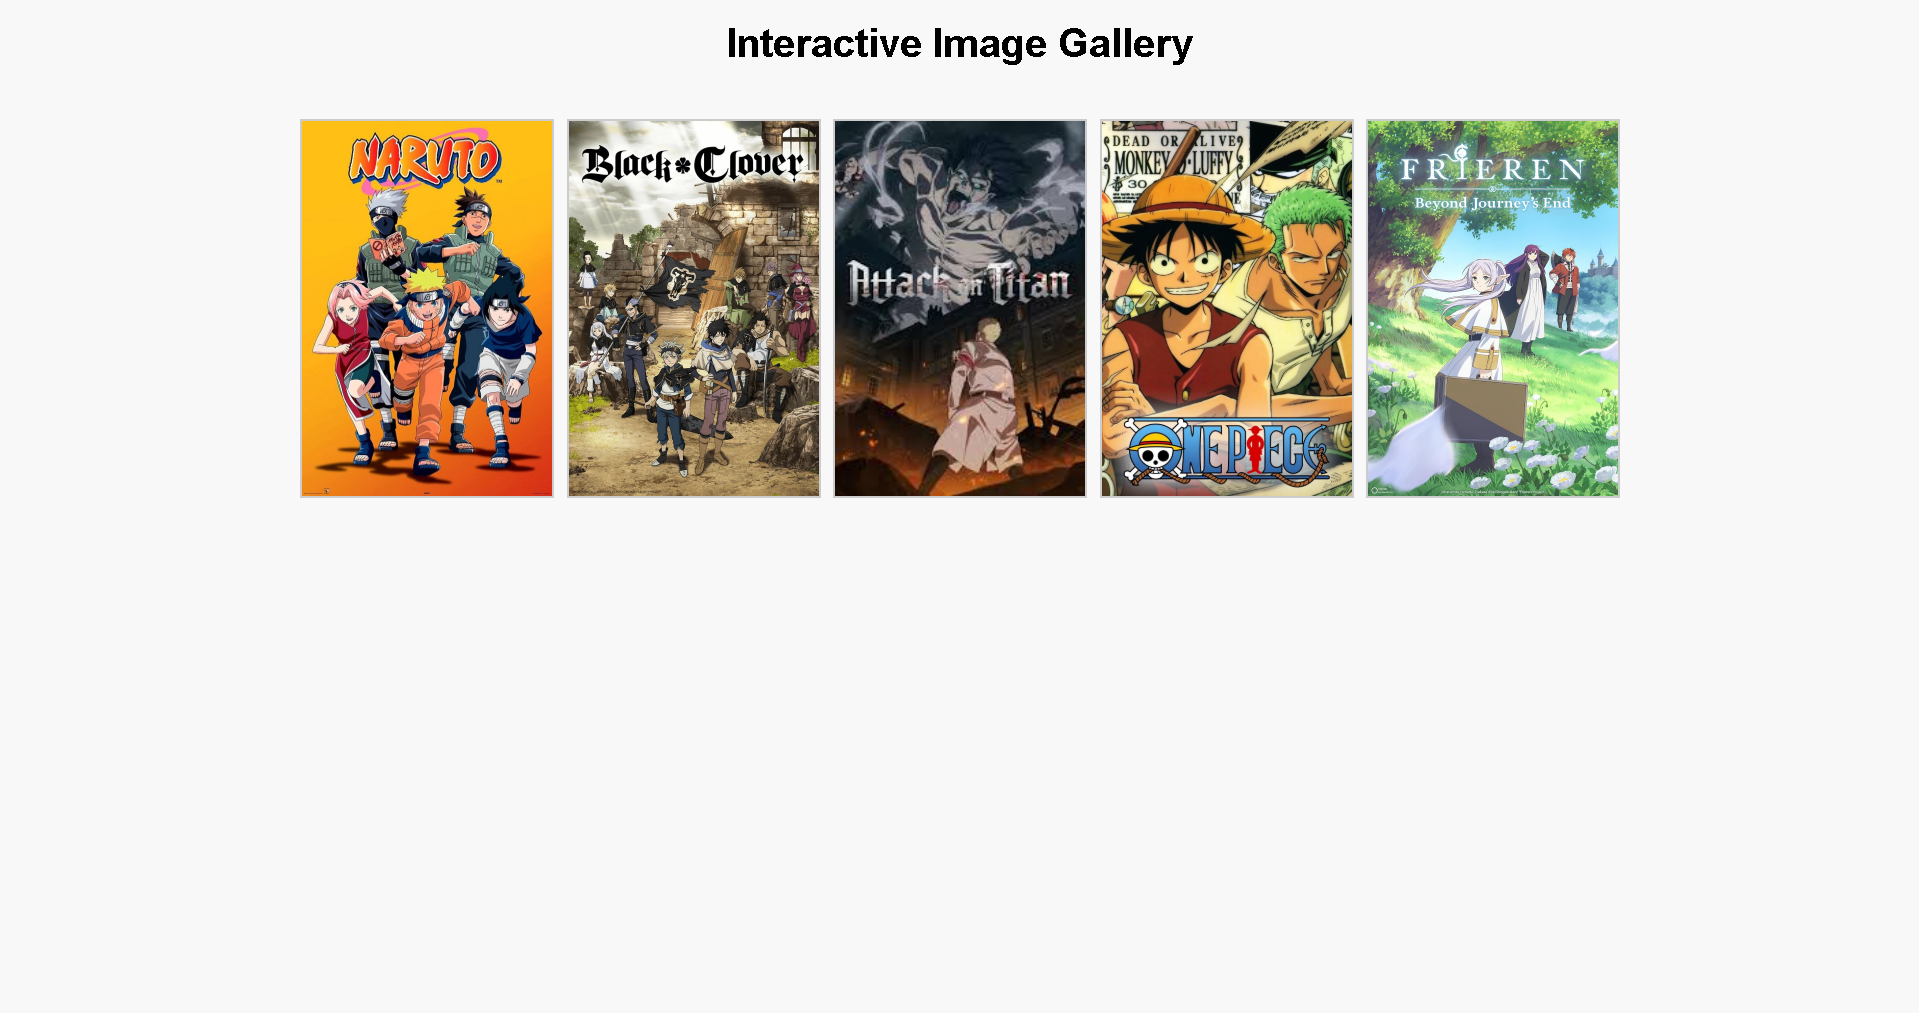 Interactive Image Gallery
NARUTO
Black Clover
Attack on Titan
DEAD OR ALIVE
MONKEY D. LUFFY
30
ONE PIECE
FRIEREN
Beyond Journey's End